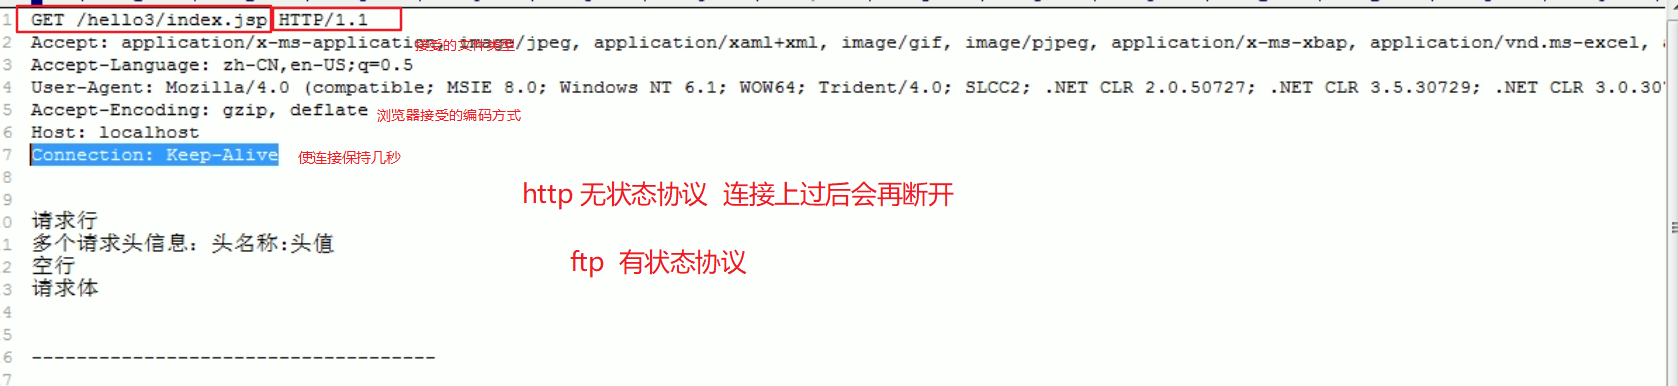 1 GET /hello3/index.jsp HTTP/1.1
2 Accept: application/x-ms-application, image/jpeg, application/xaml+xml, image/gif, image/pjpeg, application/x-ms-xbap, application/vnd.ms-excel,
接受的文件类型
3 Accept-Language: zh-CN,en-US;q=0.5
4 User-Agent: Mozilla/4.0 (compatible; MSIE 8.0; Windows NT 6.1; WOW64; Trident/4.0; SLCC2; .NET CLR 2.0.50727; .NET CLR 3.5.30729; .NET CLR 3.0.30
5 Accept-Encoding: gzip, deflate 浏览器接受的编码方式
6 Host: localhost
7 Connection: Keep-Alive 使连接保持几秒
8
http 无状态协议 连接上过后会再断开
9
0 请求行
1 多个请求头信息：头名称:头值
2 空行
ftp 有状态协议
3 请求体
4
5
6 ------------------------------------
7